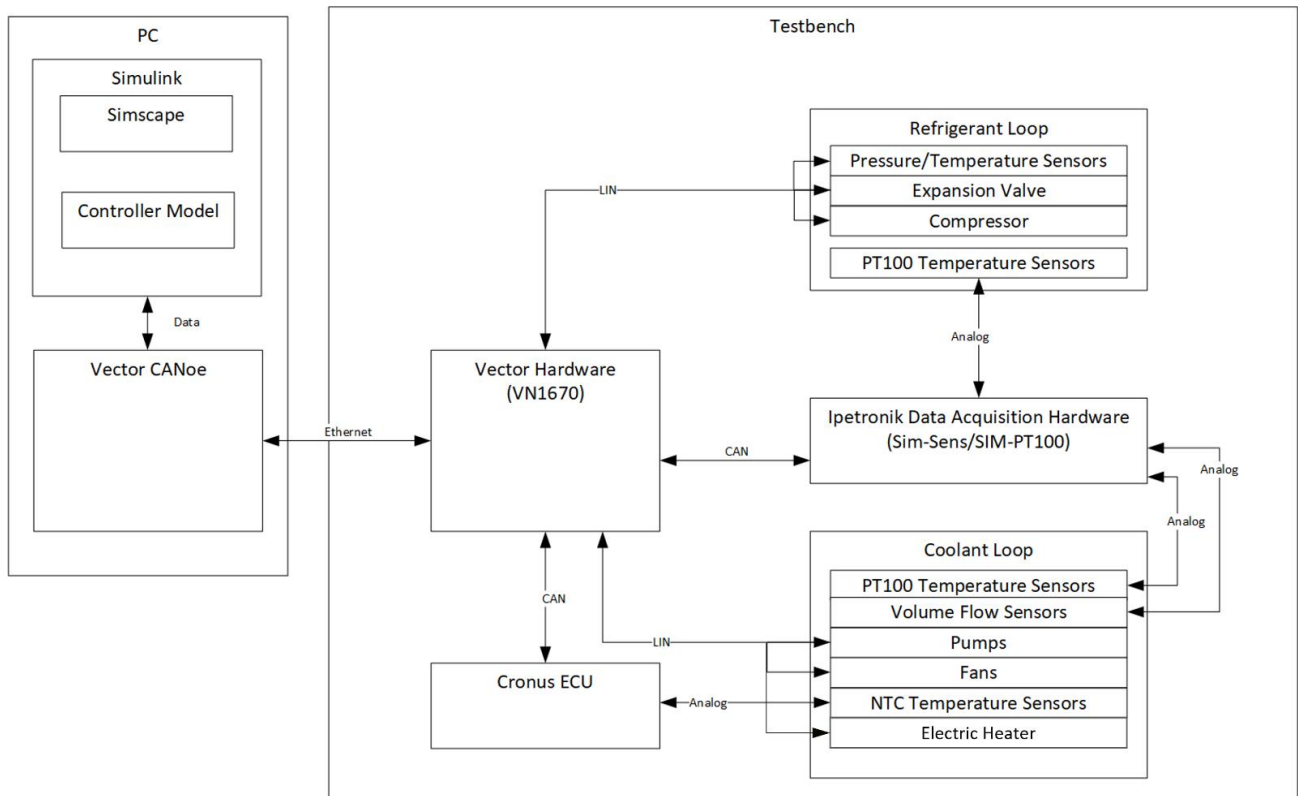 PC
Simulink
Simscape
Controller Model
Data
Vector CANoe
Ethernet
Testbench
Refrigerant Loop
Pressure/Temperature Sensors
Expansion Valve
Compressor
PT100 Temperature Sensors
LIN
Analog
Vector Hardware
(VN1670)
CAN
Ipetronik Data Acquisition Hardware
(Sim-Sens/SIM-PT100)
Analog
Analog
Coolant Loop
PT100 Temperature Sensors
Volume Flow Sensors
Pumps
Fans
NTC Temperature Sensors
Electric Heater
CAN
LIN
Cronus ECU
Analog